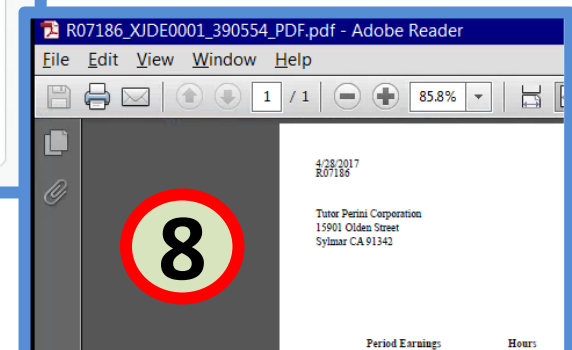 R07186_XJDE0001_390554_PDF.pdf - Adobe Reader
File Edit View Window Help
1 / 1 85.8%
4/28/2017
R07186
Tutor Perini Corporation
15901 Olden Street
Sylmar CA 91342
8
Period Earnings Hours